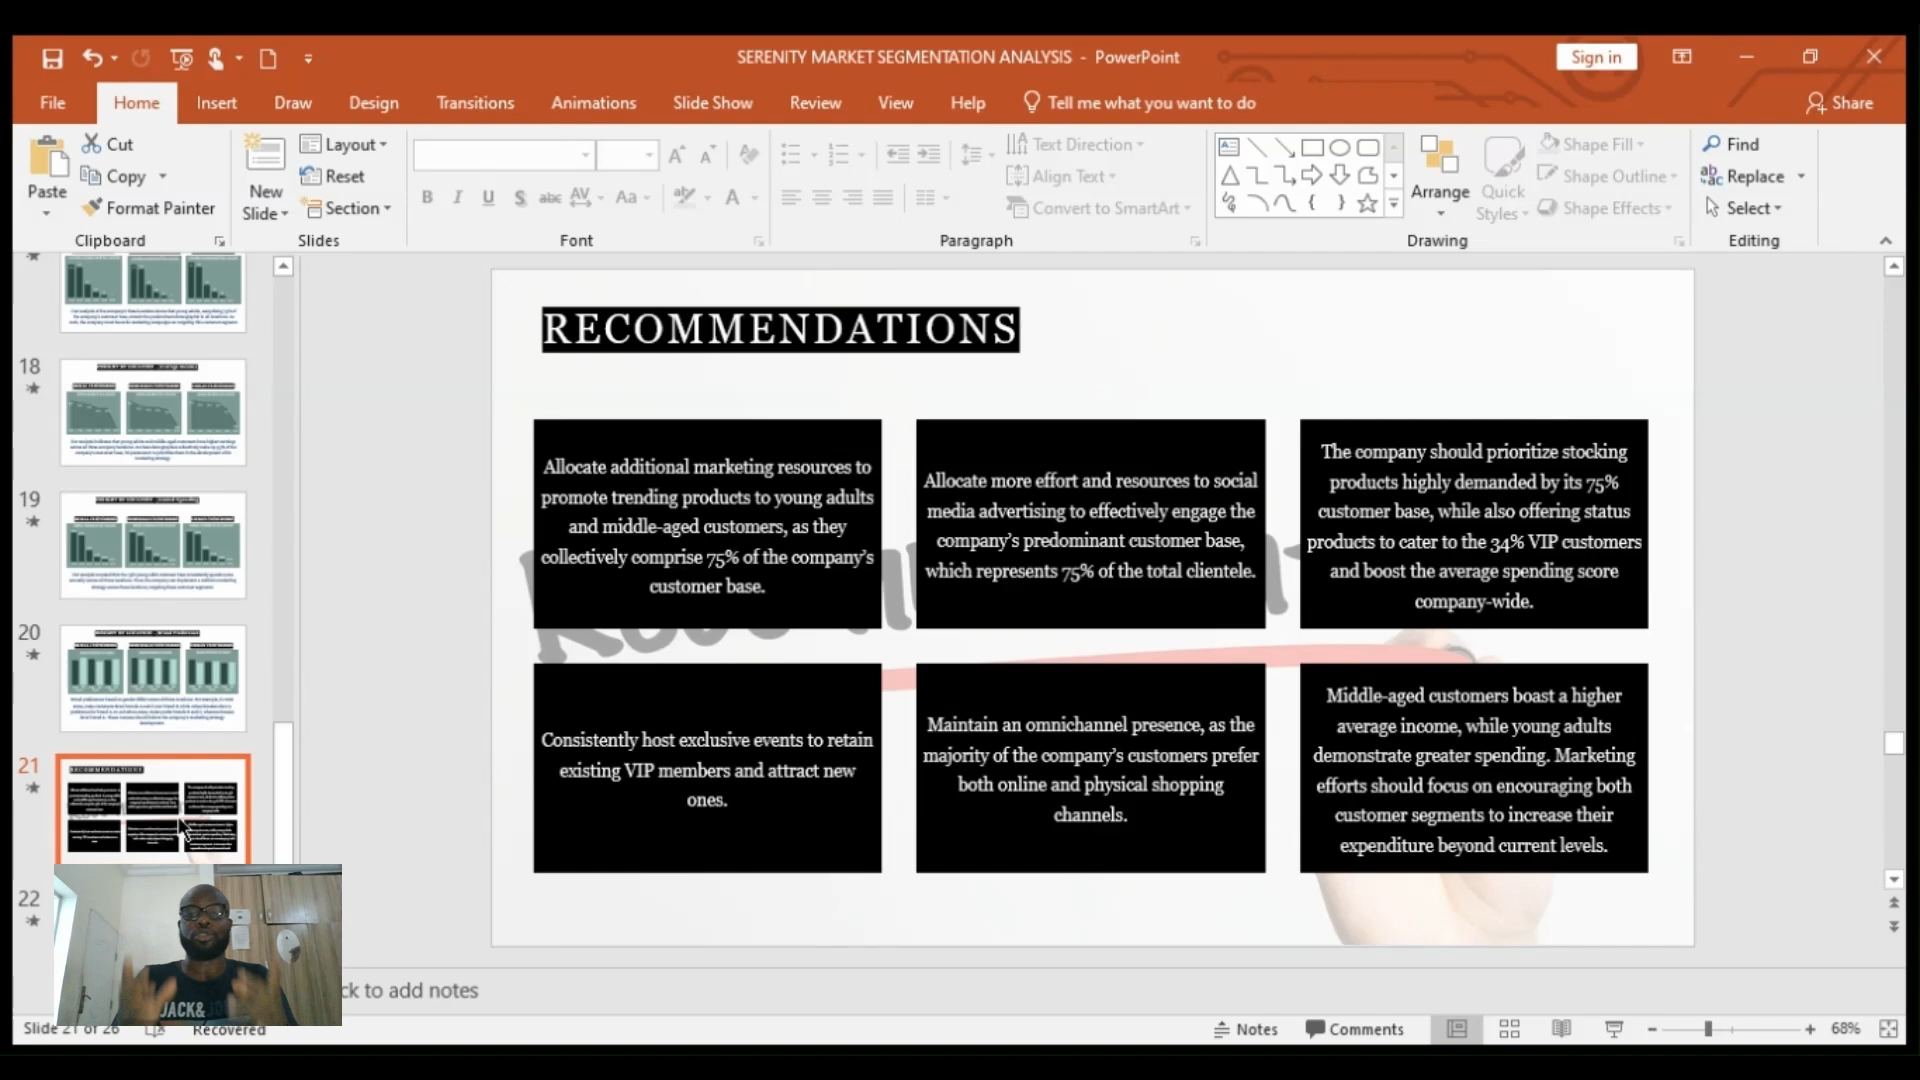 SERENITY MARKET SEGMENTATION ANALYSIS - PowerPoint
Sign in
File Home Insert Draw Design Transitions Animations Slide Show Review View Help Tell me what you want to do Share
Paste
Cut
Copy
Format Painter
Clipboard
New
Slide
Layout
Reset
Section
Slides
B I U S abc AV Aa A
Font
Text Direction
Align Text
Convert to SmartArt
Paragraph
Arrange
Quick
Styles
Shape Fill
Shape Outline
Shape Effects
Drawing
Find
Replace
Select
Editing
18
19
20
21
RECOMMENDATIONS
22
RECOMMENDATIONS
Allocate additional marketing resources to
promote trending products to young adults
and middle-aged customers, as they
collectively comprise 75% of the company's
customer base.
Allocate more effort and resources to social
media advertising to effectively engage the
company's predominant customer base,
which represents 75% of the total clientele.
The company should prioritize stocking
products highly demanded by its 75%
customer base, while also offering status
products to cater to the 34% VIP customers
and boost the average spending score
company-wide.
Consistently host exclusive events to retain
existing VIP members and attract new
ones.
Maintain an omnichannel presence, as the
majority of the company's customers prefer
both online and physical shopping
channels.
Middle-aged customers boast a higher
average income, while young adults
demonstrate greater spending. Marketing
efforts should focus on encouraging both
customer segments to increase their
expenditure beyond current levels.
JACK&
ck to add notes
Slide 21 of 26 Recovered
Notes Comments 68%